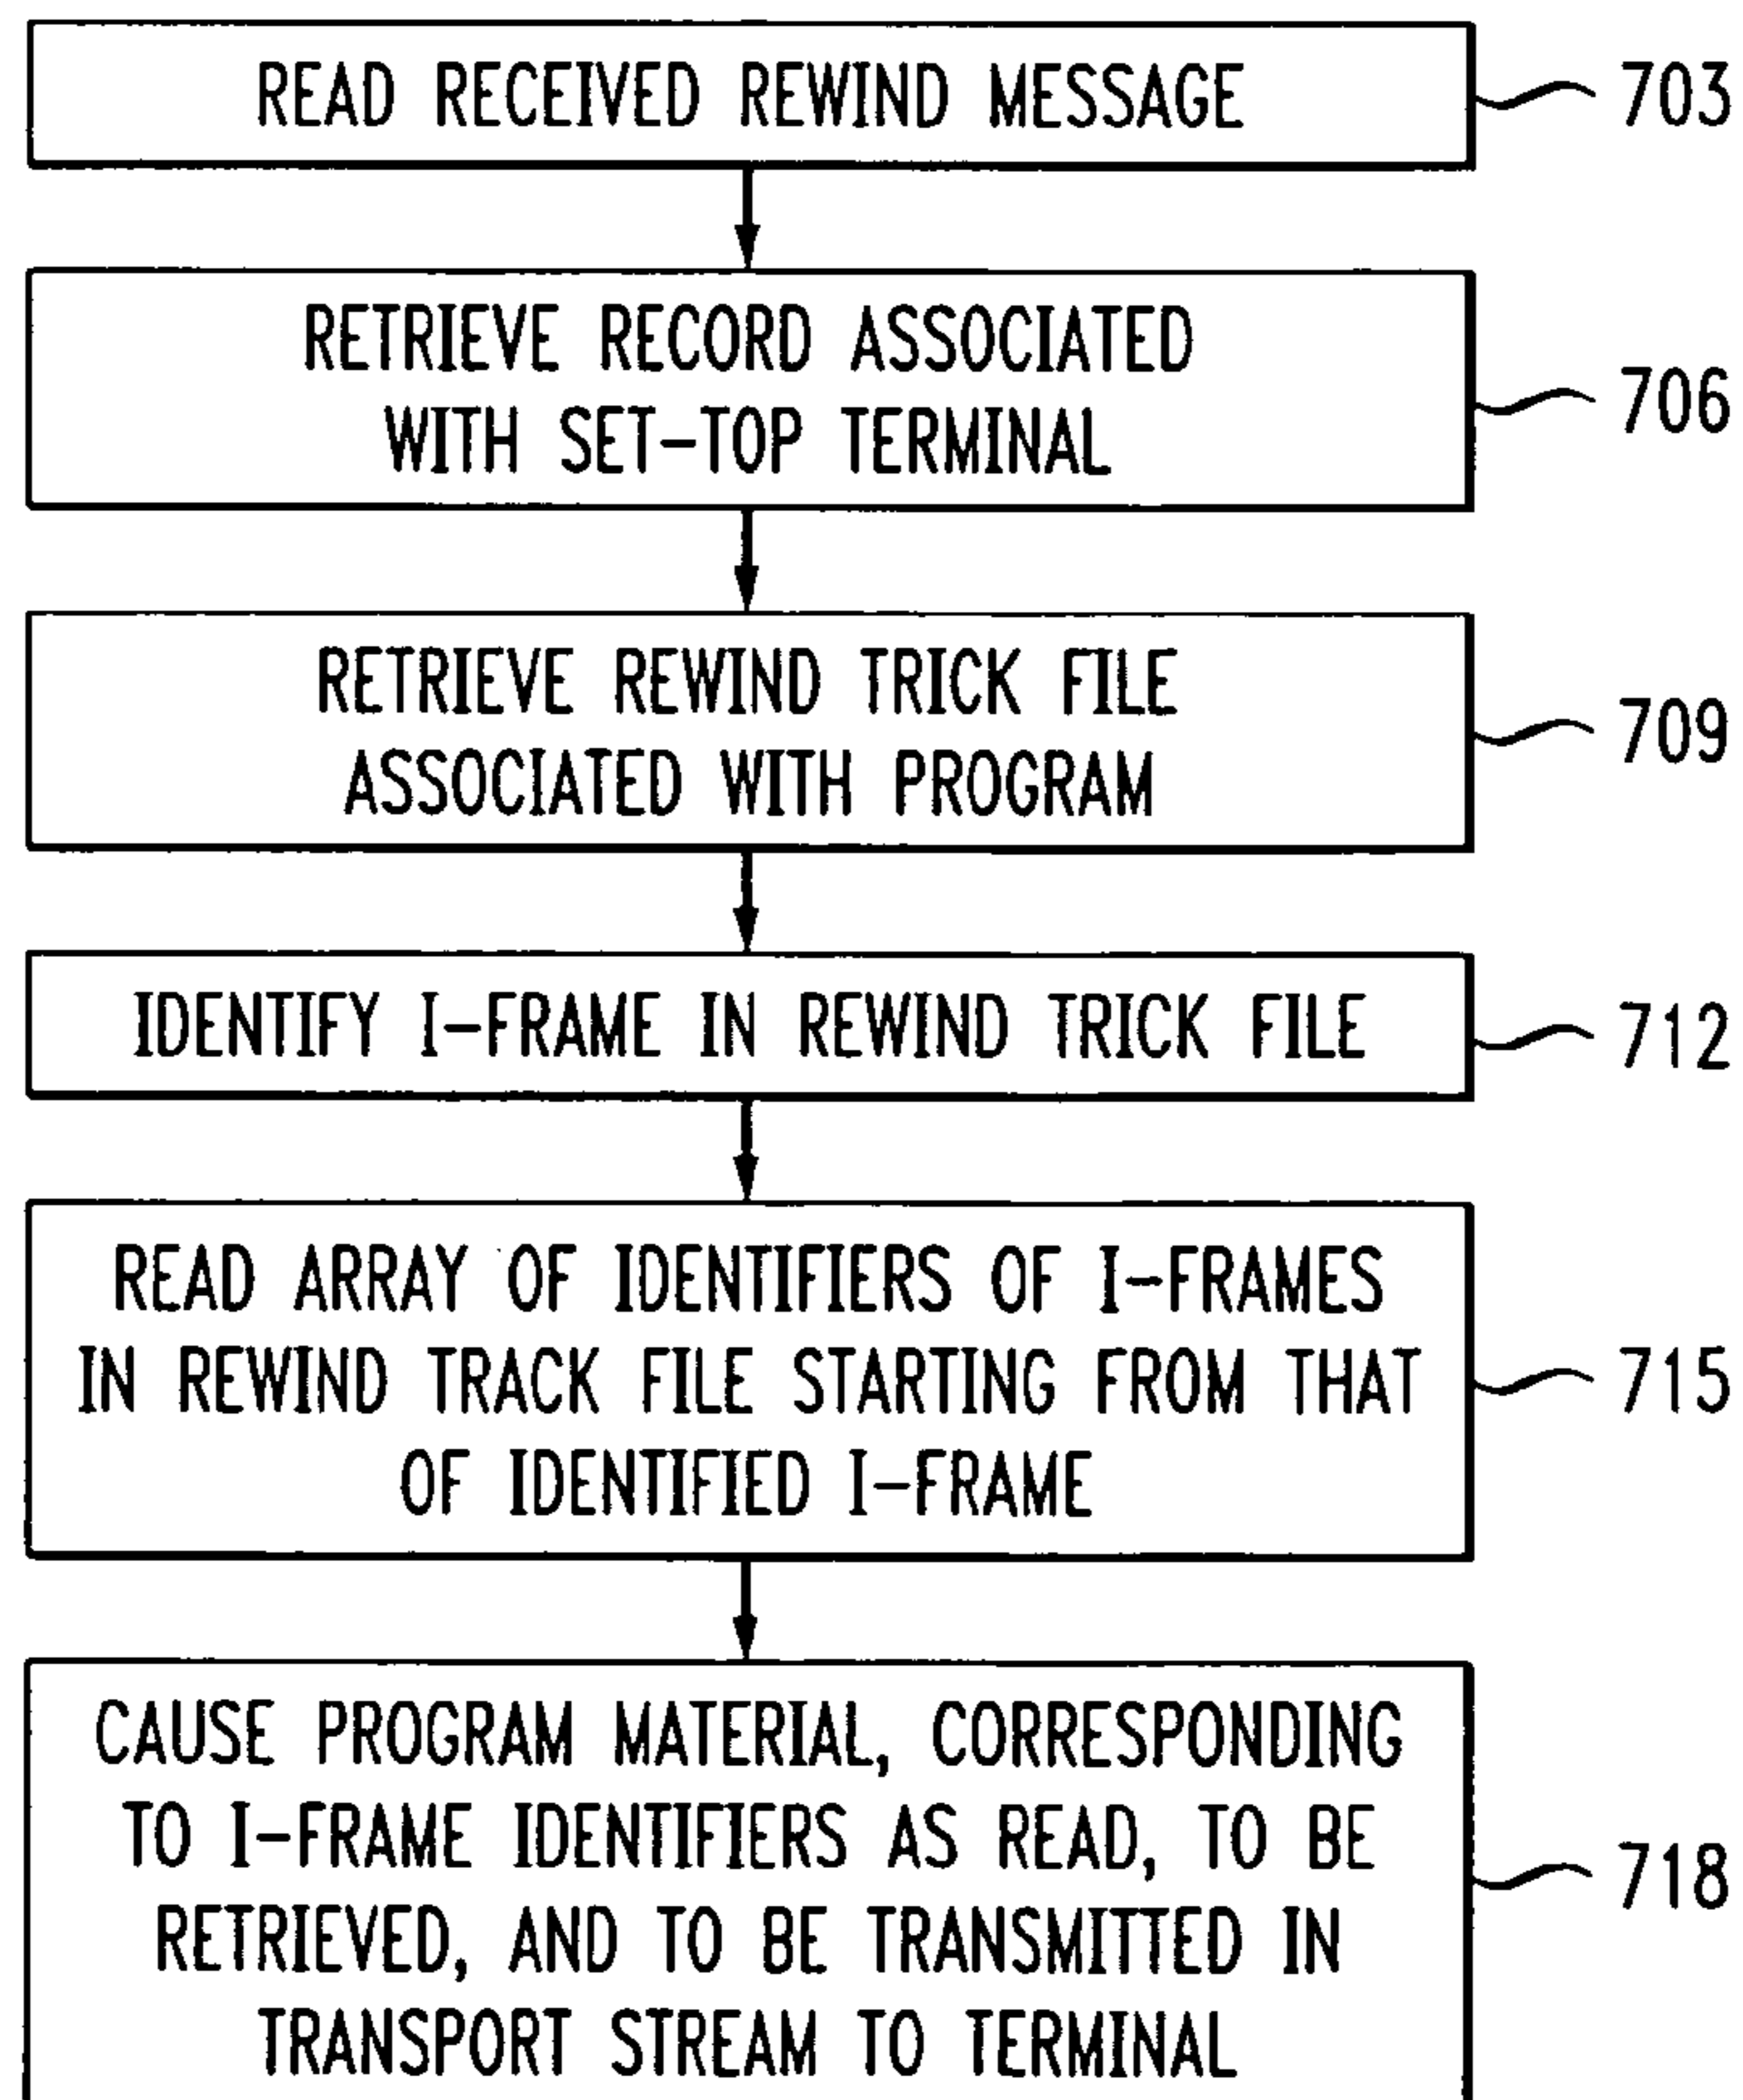 READ RECEIVED REWIND MESSAGE
703
RETRIEVE RECORD ASSOCIATED
WITH SET-TOP TERMINAL
706
RETRIEVE REWIND TRICK FILE
ASSOCIATED WITH PROGRAM
709
IDENTIFY I-FRAME IN REWIND TRICK FILE
712
READ ARRAY OF IDENTIFIERS OF I-FRAMES
IN REWIND TRACK FILE STARTING FROM THAT
OF IDENTIFIED I-FRAME
715
CAUSE PROGRAM MATERIAL, CORRESPONDING
TO I-FRAME IDENTIFIERS AS READ, TO BE
RETRIEVED, AND TO BE TRANSMITTED IN
TRANSPORT STREAM TO TERMINAL
718